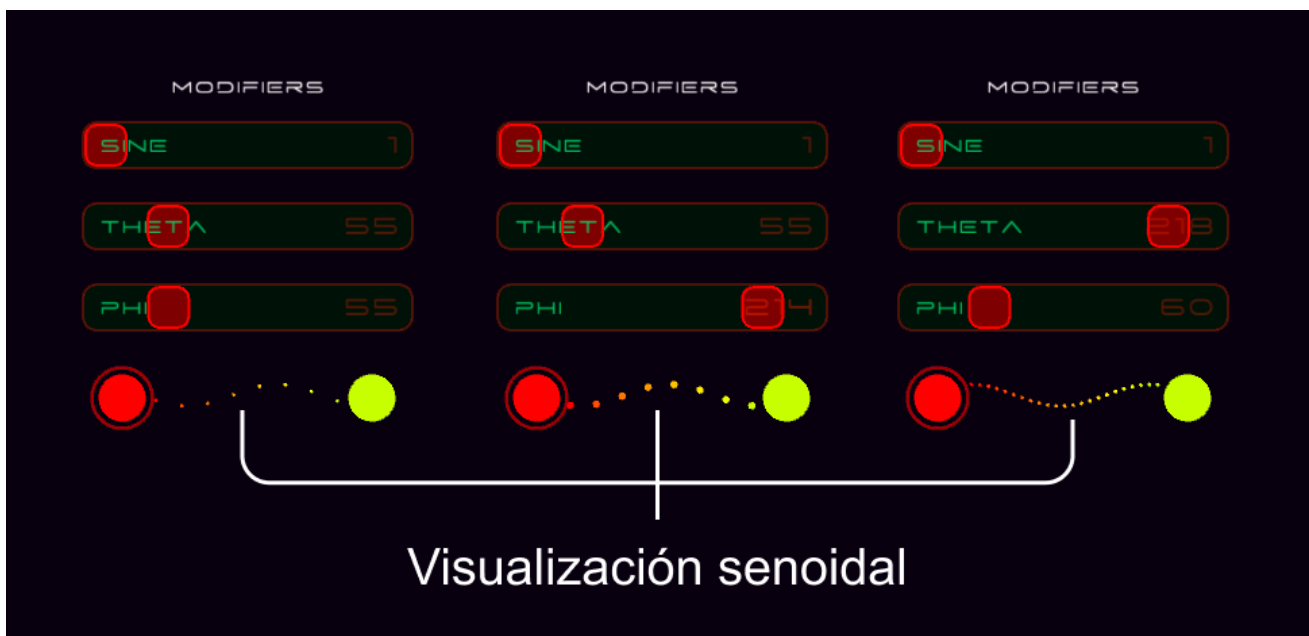 MODIFIERS
SINE 1
THETA 55
PHI 55
MODIFIERS
SINE 1
THETA 55
PHI 214
MODIFIERS
SINE 1
THETA 218
PHI 60
Visualización senoidal